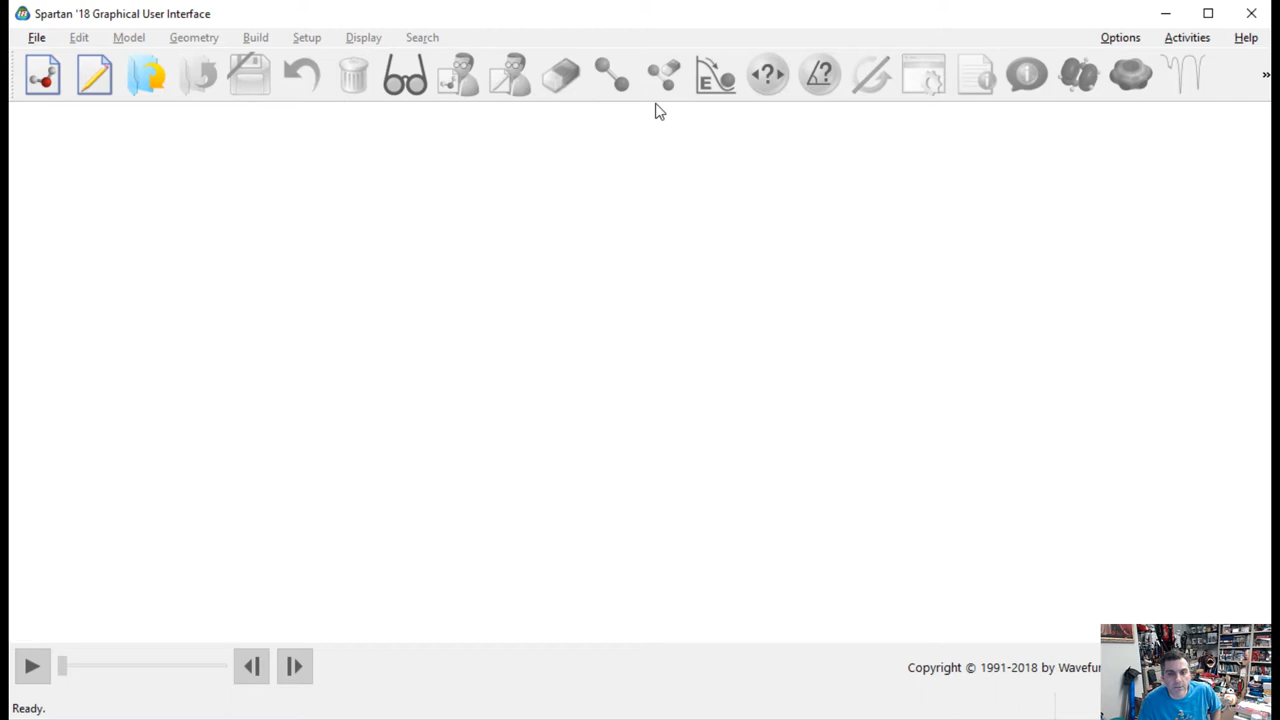 Spartan '18 Graphical User Interface
File Edit Model Geometry Build Setup Display Search Options Activities Help
E ? ?
»
Copyright © 1991-2018 by Wavefu
Ready.